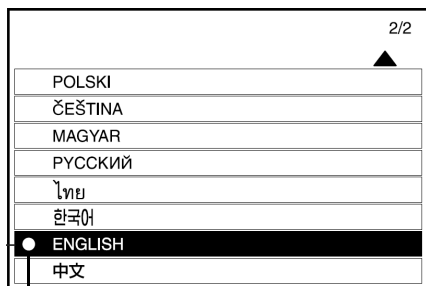 2/2
POLSKI
ČEŠTINA
MAGYAR
РУССКИЙ
ไทย
한국어
ENGLISH
中文